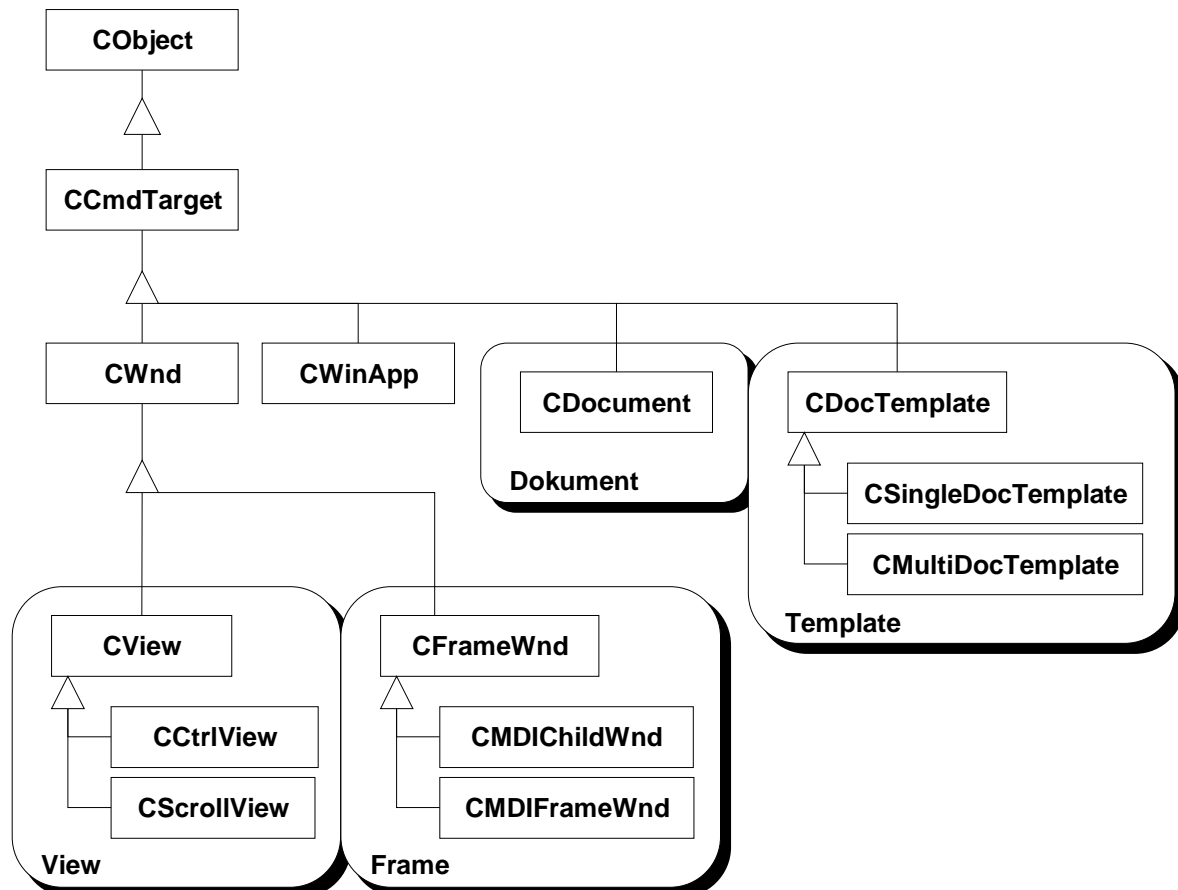 CObject
CCmdTarget
CWnd
CWinApp
CDocument
Dokument
CDocTemplate
CSingleDocTemplate
CMultiDocTemplate
Template
CView
CCtrlView
CScrollView
View
CFrameWnd
CMDIChildWnd
CMDIFrameWnd
Frame